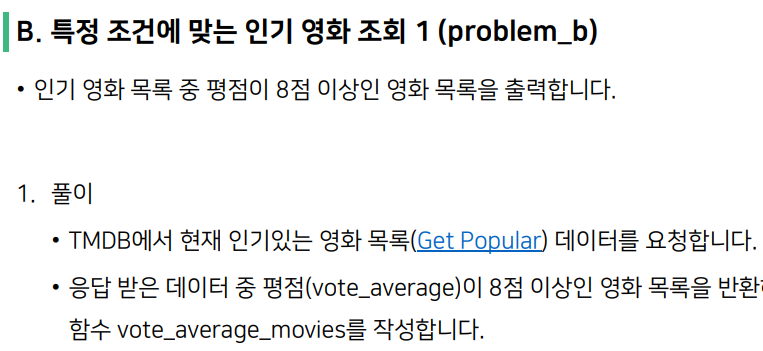 B. 특정 조건에 맞는 인기 영화 조회 1 (problem_b)
• 인기 영화 목록 중 평점이 8점 이상인 영화 목록을 출력합니다.
1. 풀이
• TMDB에서 현재 인기있는 영화 목록(Get Popular) 데이터를 요청합니다.
• 응답 받은 데이터 중 평점(vote_average)이 8점 이상인 영화 목록을 반환
함수 vote_average_movies를 작성합니다.